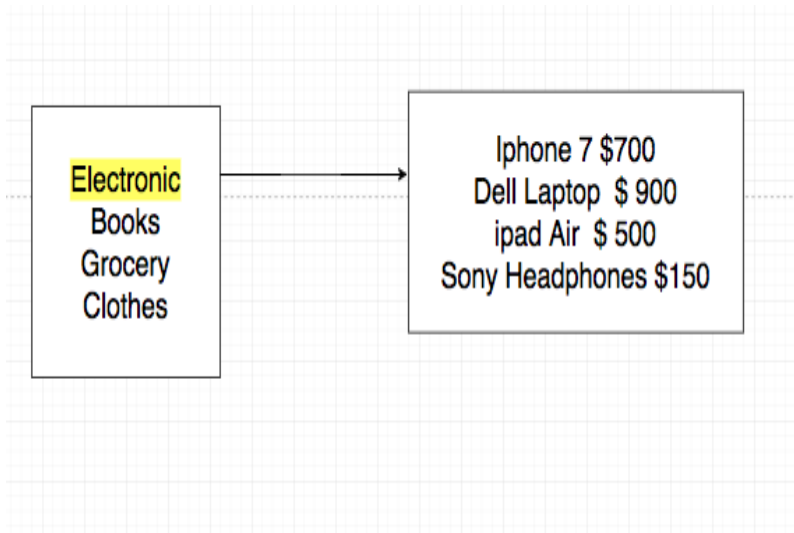 Electronic
Books
Grocery
Clothes
Iphone 7 $700
Dell Laptop $ 900
ipad Air $ 500
Sony Headphones $150